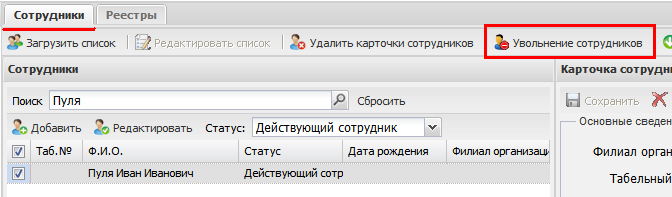 Сотрудники Реестры
Загрузить список Редактировать список Удалить карточки сотрудников Увольнение сотрудников
Сотрудники Карточка сотрудн
Поиск Пуля Сбросить Сохранить
Добавить Редактировать Статус: Действующий сотрудник Основные сведен
Таб.№ Ф.И.О. Статус Дата рождения Филиал организаци Филиал орган
Пуля Иван Иванович Действующий сотр Табельный